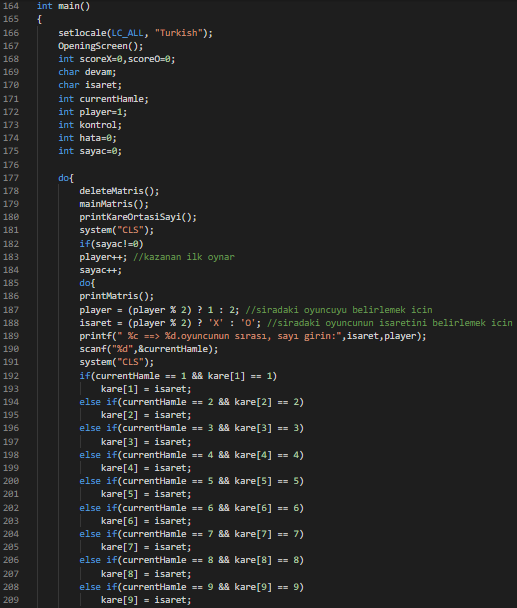 164 int main()
165 {
166 setlocale(LC_ALL, "Turkish");
167 OpeningScreen();
168 int scoreX=0,scoreO=0;
169 char devam;
170 char isaret;
171 int currentHamle;
172 int player=1;
173 int kontrol;
174 int hata=0;
175 int sayac=0;
176
177 do{
178 deleteMatris();
179 mainMatris();
180 printKareOrtasiSayi();
181 system("CLS");
182 if(sayac!=0)
183 player++; //kazanan ilk oynar
184 sayac++;
185 do{
186 printMatris();
187 player = (player % 2) ? 1 : 2; //siradaki oyuncuyu belirlemek icin
188 isaret = (player % 2) ? 'X' : 'O'; //siradaki oyuncunun isaretini belirlemek icin
189 printf(" %c ==> %d.oyuncunun sırası, sayı girin:",isaret,player);
190 scanf("%d",&currentHamle);
191 system("CLS");
192 if(currentHamle == 1 && kare[1] == 1)
193 kare[1] = isaret;
194 else if(currentHamle == 2 && kare[2] == 2)
195 kare[2] = isaret;
196 else if(currentHamle == 3 && kare[3] == 3)
197 kare[3] = isaret;
198 else if(currentHamle == 4 && kare[4] == 4)
199 kare[4] = isaret;
200 else if(currentHamle == 5 && kare[5] == 5)
201 kare[5] = isaret;
202 else if(currentHamle == 6 && kare[6] == 6)
203 kare[6] = isaret;
204 else if(currentHamle == 7 && kare[7] == 7)
205 kare[7] = isaret;
206 else if(currentHamle == 8 && kare[8] == 8)
207 kare[8] = isaret;
208 else if(currentHamle == 9 && kare[9] == 9)
209 kare[9] = isaret;